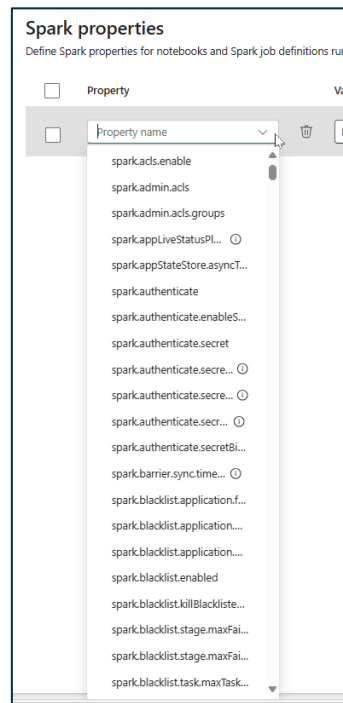 Spark properties
Define Spark properties for notebooks and Spark job definitions
Property
Property name
spark.acls.enable
spark.admin.acls
spark.admin.acls.groups
spark.appLiveStatusPl...
spark.appStateStore.asyncT...
spark.authenticate
spark.authenticate.enableS...
spark.authenticate.secret
spark.authenticate.secre...
spark.authenticate.secre...
spark.authenticate.secr...
spark.authenticate.secretBi...
spark.barrier.sync.time...
spark.blacklist.application.f...
spark.blacklist.application....
spark.blacklist.application....
spark.blacklist.enabled
spark.blacklist.killBlackliste...
spark.blacklist.stage.maxFai...
spark.blacklist.stage.maxFai...
spark.blacklist.task.maxTask...